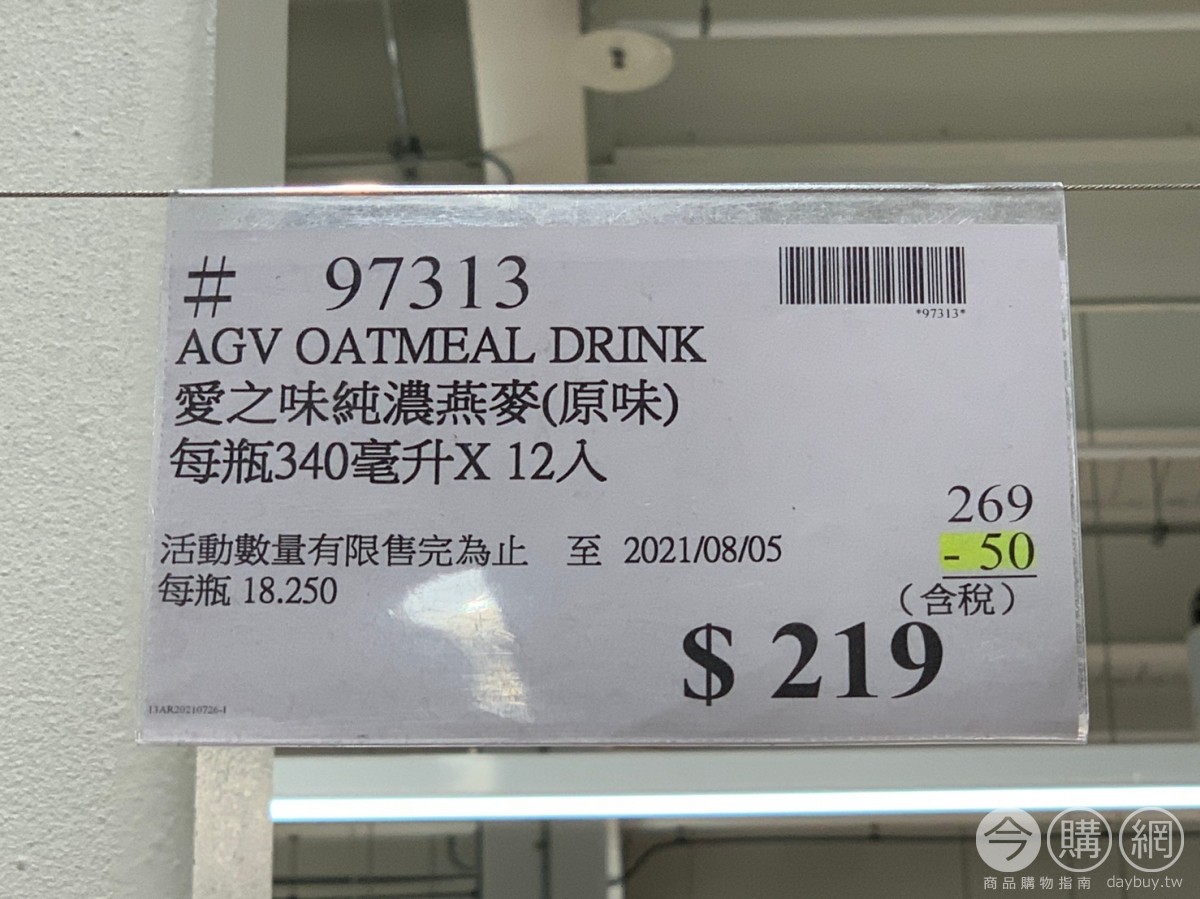 # 97313
*97313*
AGV OATMEAL DRINK
愛之味純濃燕麥(原味)
每瓶340毫升X 12入
269
活動數量有限售完為止 至 2021/08/05
- 50
每瓶 18.250
(含稅)
$ 219
13AR20210726-1
今購網
商品購物指南 daybuy.tw